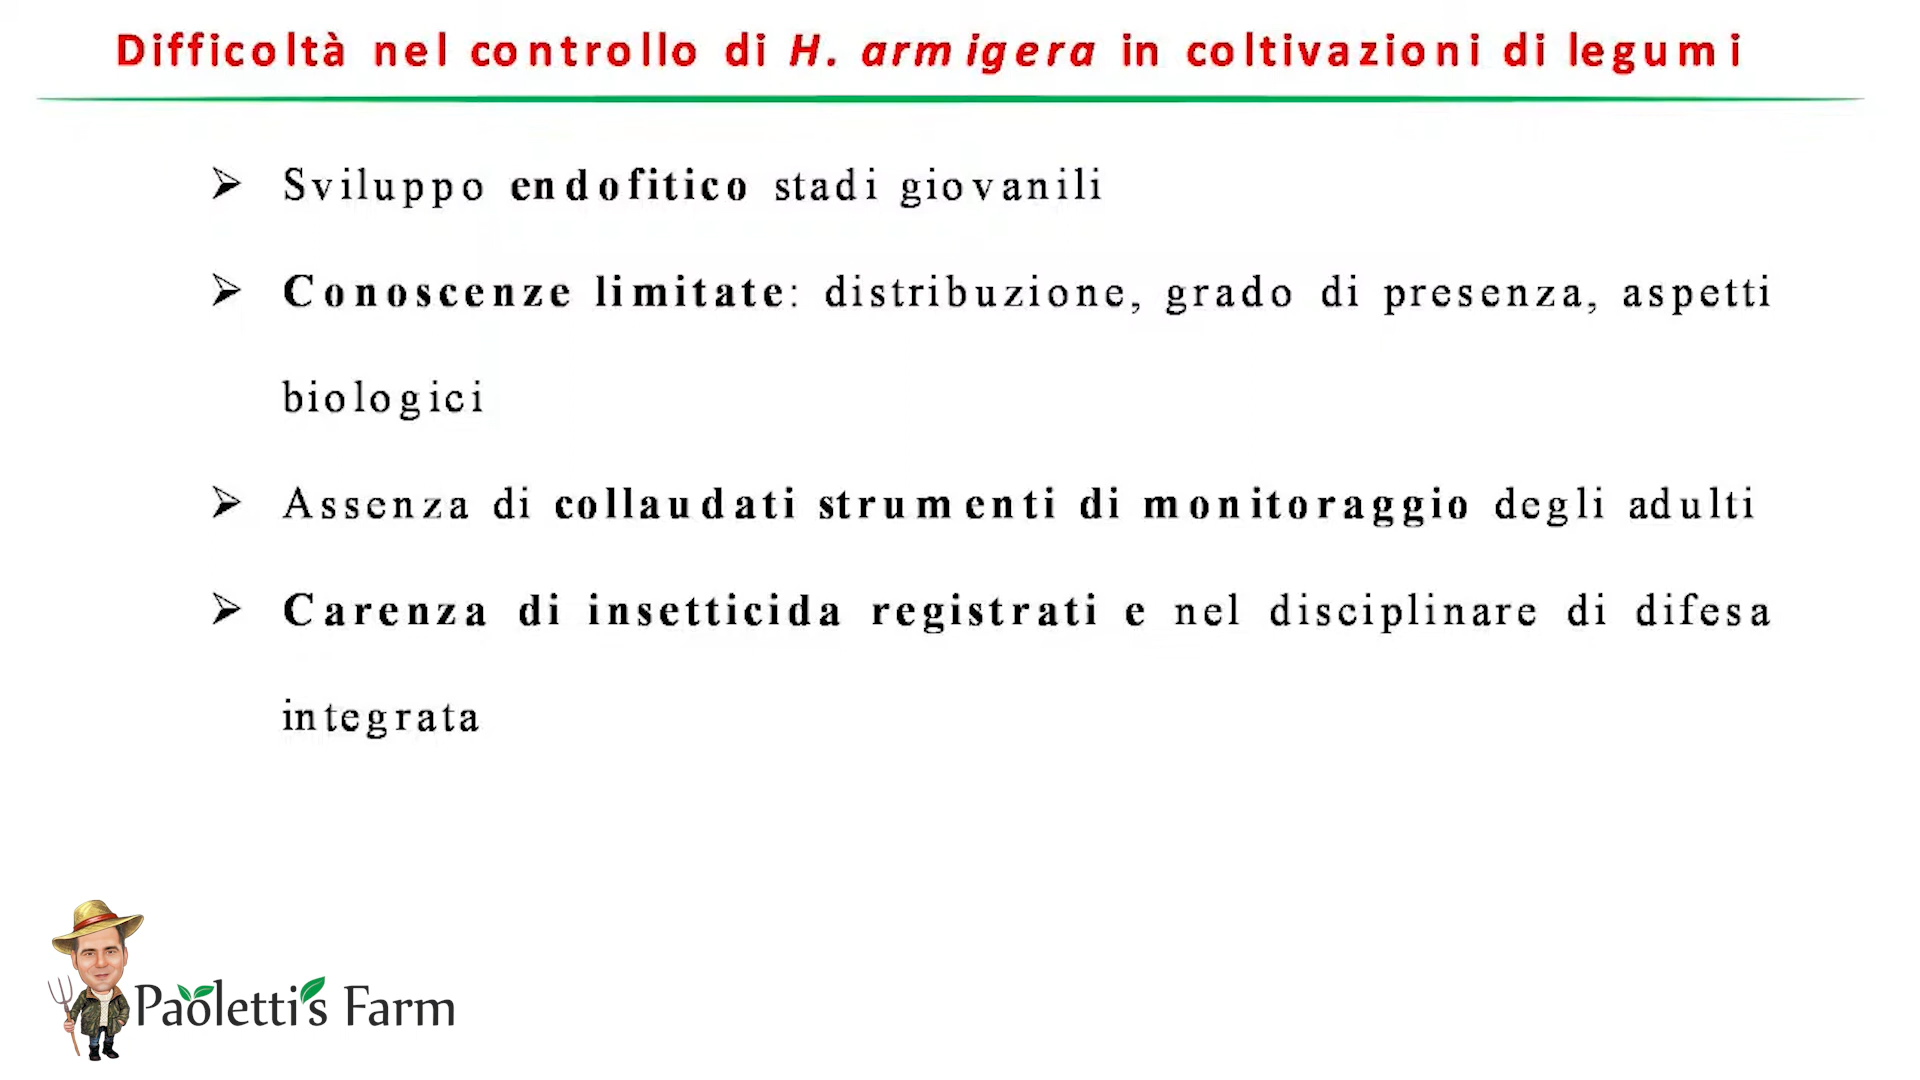 Difficoltà nel controllo di H. armigera in coltivazioni di legumi
➢ Sviluppo endofitico stadi giovanili
➢ Conoscenze limitate: distribuzione, grado di presenza, aspetti
biologici
➢ Assenza di collaudati strumenti di monitoraggio degli adulti
➢ Carenza di insetticida registrati e nel disciplinare di difesa
integrata
Paoletti's Farm